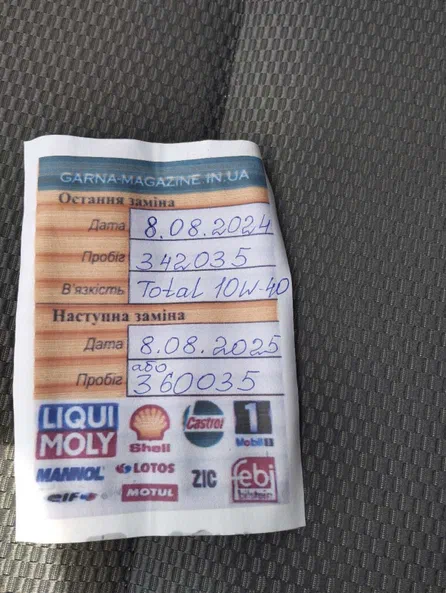 GARNA-MAGAZINE.IN.UA
Остання заміна
Дата 8.08.2024
Пробіг 342035
В'язкість Total 10W-40
Наступна заміна
Дата 8.08.2025
або
Пробіг 360035
LIQUI MOLY Shell Castrol Mobil 1
MANNOL LOTOS ZIC febi
MOTUL